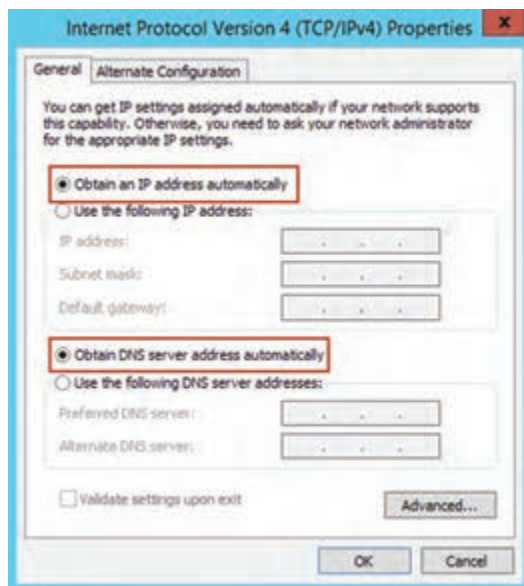 Internet Protocol Version 4 (TCP/IPv4) Properties
x
General Alternate Configuration
You can get IP settings assigned automatically if your network supports
this capability. Otherwise, you need to ask your network administrator
for the appropriate IP settings.
Obtain an IP address automatically
Use the following IP address:
IP address:
Subnet mask:
Default gateway:
Obtain DNS server address automatically
Use the following DNS server addresses:
Preferred DNS server:
Alternate DNS server:
Validate settings upon exit
Advanced...
OK Cancel